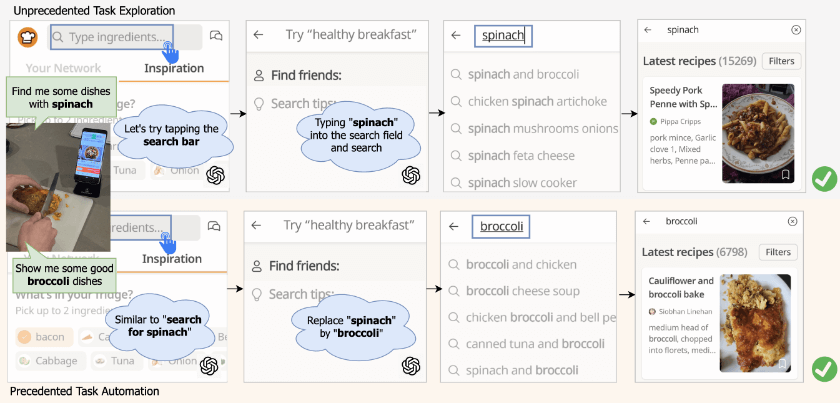 Unprecedented Task Exploration
Type ingredients...
Your Network
Inspiration
Find me some dishes
with spinach
Let's try tapping the
search bar
Tuna
Onion
Try “healthy breakfast”
Find friends:
Search tips:
Typing "spinach"
into the search field
and search
spinach
spinach and broccoli
chicken spinach artichoke
spinach mushrooms onions
spinach feta cheese
spinach slow cooker
spinach
Latest recipes (15269)
Filters
Speedy Pork
Penne with Sp...
Pippa Cripps
pork mince, Garlic
clove 1, Mixed
herbs, Penne pa...
redients...
Inspiration
Show me some good
broccoli dishes
What's in your fridge?
Pick up to 2 ingredien
bacon
Ca
Be
Cabbage
Tuna
Onion
Similar to "search
for spinach"
Try “healthy breakfast”
Find friends:
Search tips:
Replace "spinach"
by "broccoli"
broccoli
broccoli and chicken
broccoli cheese soup
chicken broccoli and bell pe
canned tuna and broccoli
spinach and broccoli
broccoli
Latest recipes (6798)
Filters
Cauliflower and
broccoli bake
Siobhan Linehan
medium head of
broccoli, chopped
into florets, medi...
Precedented Task Automation